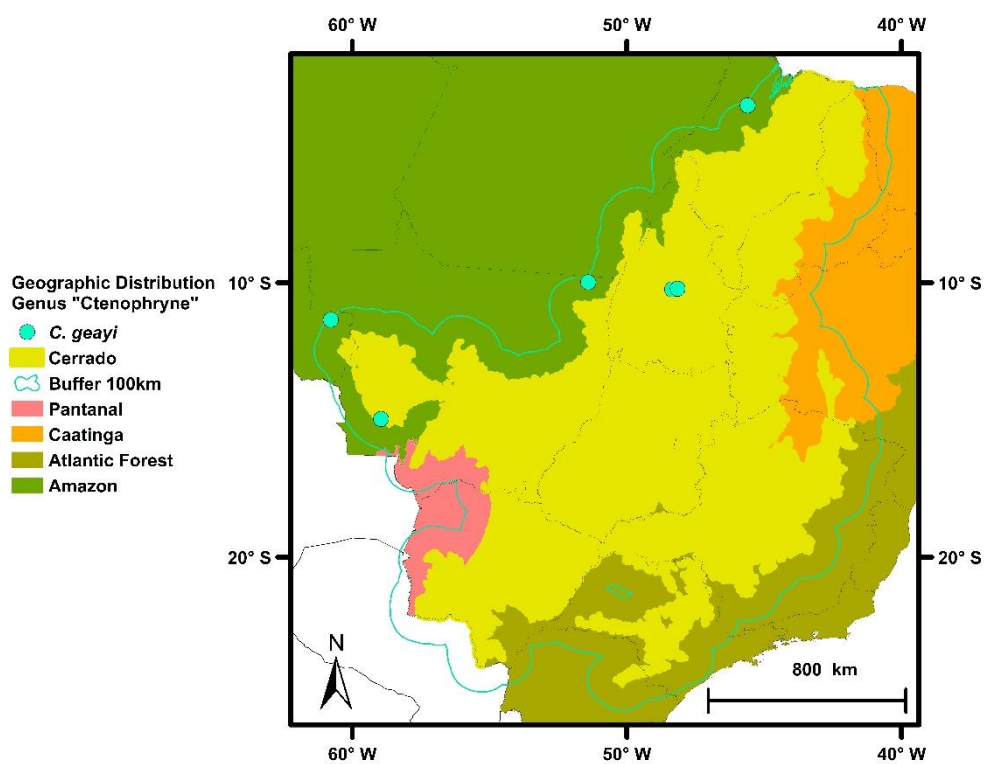 60° W 50° W 40° W
Geographic Distribution
Genus "Ctenophryne"
C. geayi
Cerrado
Buffer 100km
Pantanal
Caatinga
Atlantic Forest
Amazon
10° S 10° S
20° S 20° S
N
800 km
60° W 50° W 40° W